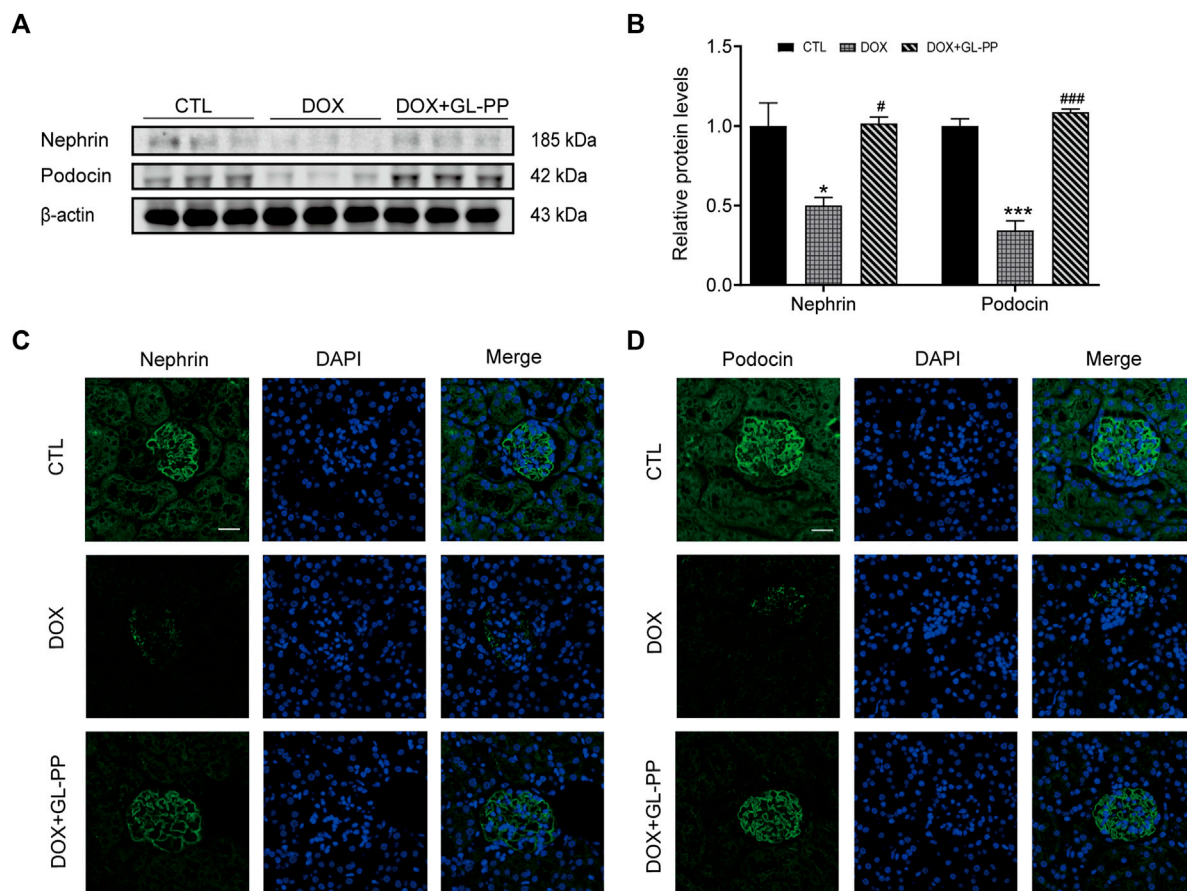 A
CTL DOX DOX+GL-PP
Nephrin 185 kDa
Podocin 42 kDa
β-actin 43 kDa
B
CTL DOX DOX+GL-PP
Relative protein levels
1.5
1.0
0.5
0.0
* # *** ###
Nephrin Podocin
C
Nephrin DAPI Merge
CTL
DOX
DOX+GL-PP
D
Podocin DAPI Merge
CTL
DOX
DOX+GL-PP